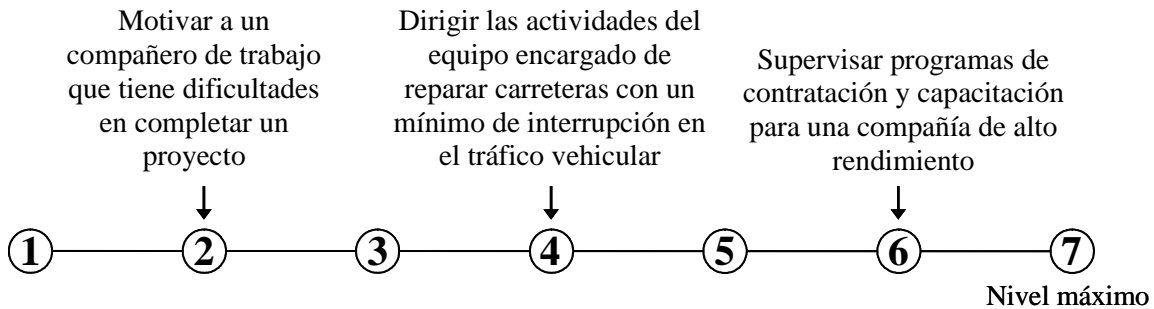 Motivar a un
compañero de trabajo
que tiene dificultades
en completar un
proyecto
Dirigir las actividades del
equipo encargado de
reparar carreteras con un
mínimo de interrupción en
el tráfico vehicular
Supervisar programas de
contratación y capacitación
para una compañía de alto
rendimiento
1 2 3 4 5 6 7
Nivel máximo